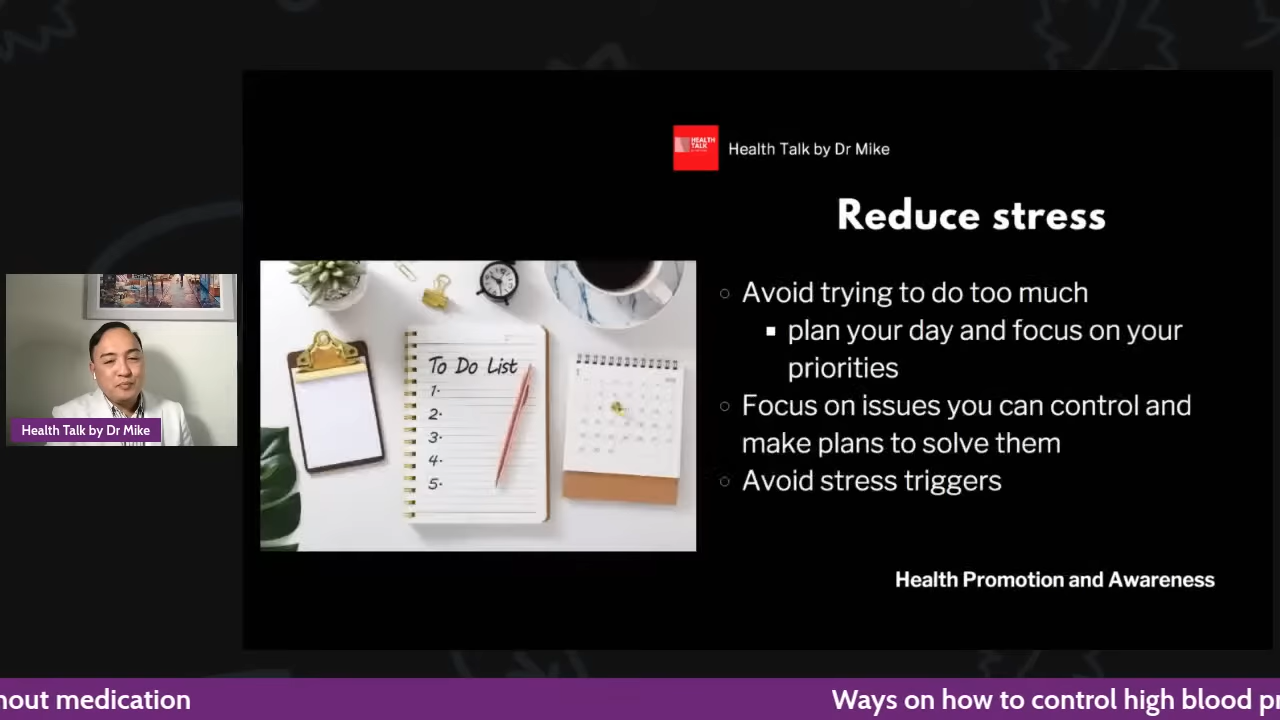 HEALTH
TALK
Health Talk by Dr Mike
Reduce stress
To Do List
1.
2.
3.
4.
5.
Avoid trying to do too much
plan your day and focus on your
priorities
Focus on issues you can control and
make plans to solve them
Avoid stress triggers
Health Talk by Dr Mike
Health Promotion and Awareness
hout medication
Ways on how to control high blood pr